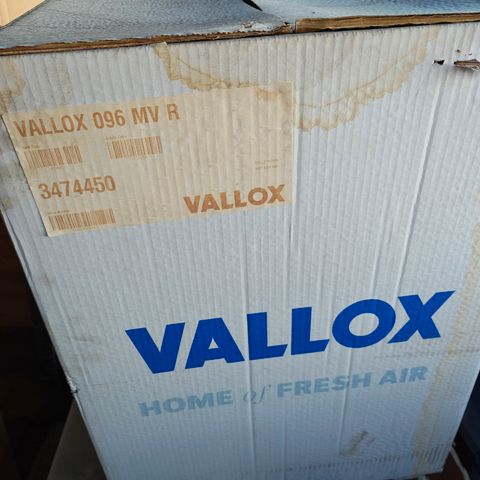 VALLOX 096 MV R
3474450
VALLOX
VALLOX
HOME of FRESH AIR